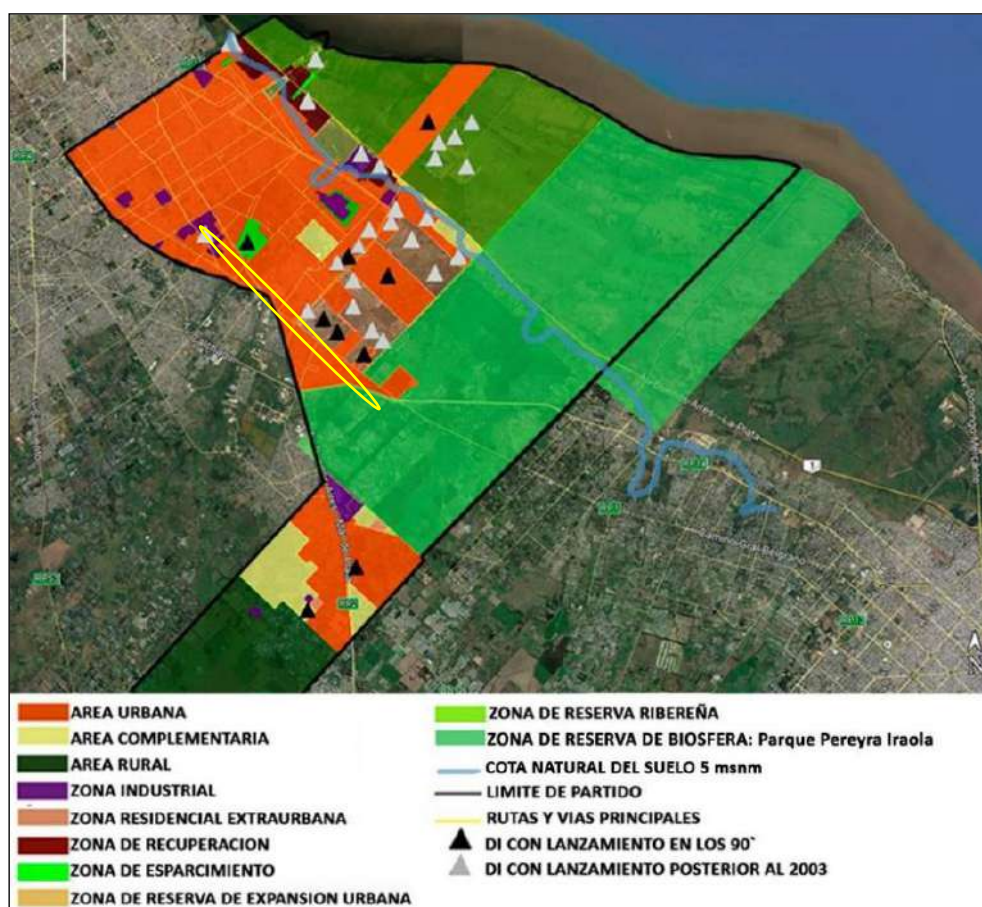 RP2
1
AREA URBANA
AREA COMPLEMENTARIA
AREA RURAL
ZONA INDUSTRIAL
ZONA RESIDENCIAL EXTRAURBANA
ZONA DE RECUPERACION
ZONA DE ESPARCIMIENTO
ZONA DE RESERVA DE EXPANSION URBANA
ZONA DE RESERVA RIBEREÑA
ZONA DE RESERVA DE BIOSFERA: Parque Pereyra Iraola
COTA NATURAL DEL SUELO 5 msnm
LIMITE DE PARTIDO
RUTAS Y VIAS PRINCIPALES
DI CON LANZAMIENTO EN LOS 90`
DI CON LANZAMIENTO POSTERIOR AL 2003